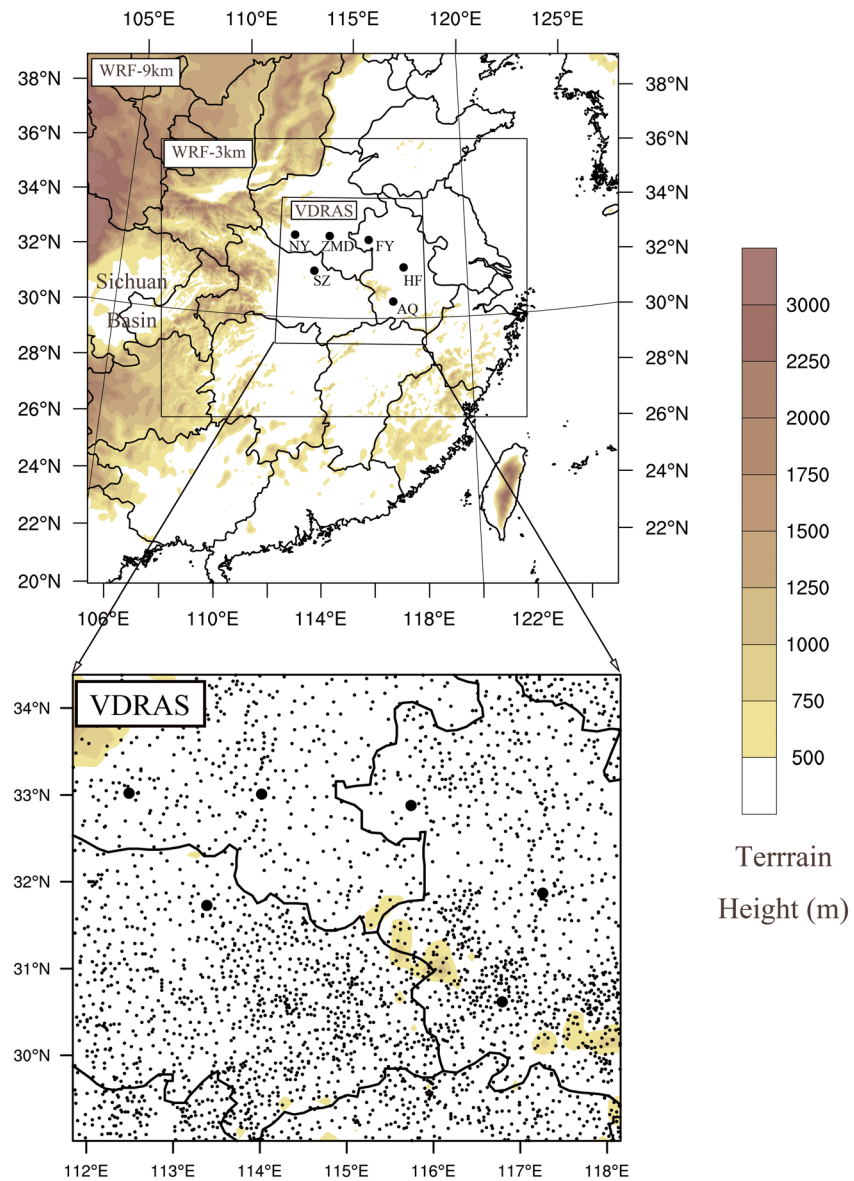 105°E 110°E 115°E 120°E 125°E
WRF-9km
38°N 38°N
36°N 36°N
WRF-3km
34°N 34°N
VDRAS
32°N 32°N
NY ZMD FY
SZ HF
Sichuan
30°N 30°N
AQ
Basin
28°N 28°N
26°N 26°N
24°N 24°N
22°N 22°N
20°N
106°E 110°E 114°E 118°E 122°E
3000
2250
2000
1750
1500
1250
1000
750
500
Terrrain
Height (m)
VDRAS
34°N
33°N
32°N
31°N
30°N
112°E 113°E 114°E 115°E 116°E 117°E 118°E